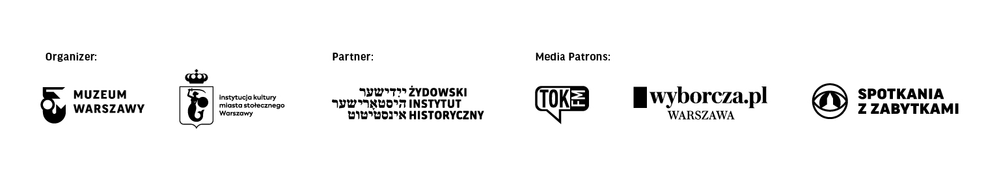 Organizer:
MUZEUM
WARSZAWY
instytucja kultury
miasta stołecznego
Warszawy
Partner:
ייִדישער ŻYDOWSKI
היסטאָרישער INSTYTUT
אינסטיטוט HISTORYCZNY
Media Patrons:
TOK FM
wyborcza.pl
WARSZAWA
SPOTKANIA
Z ZABYTKAMI